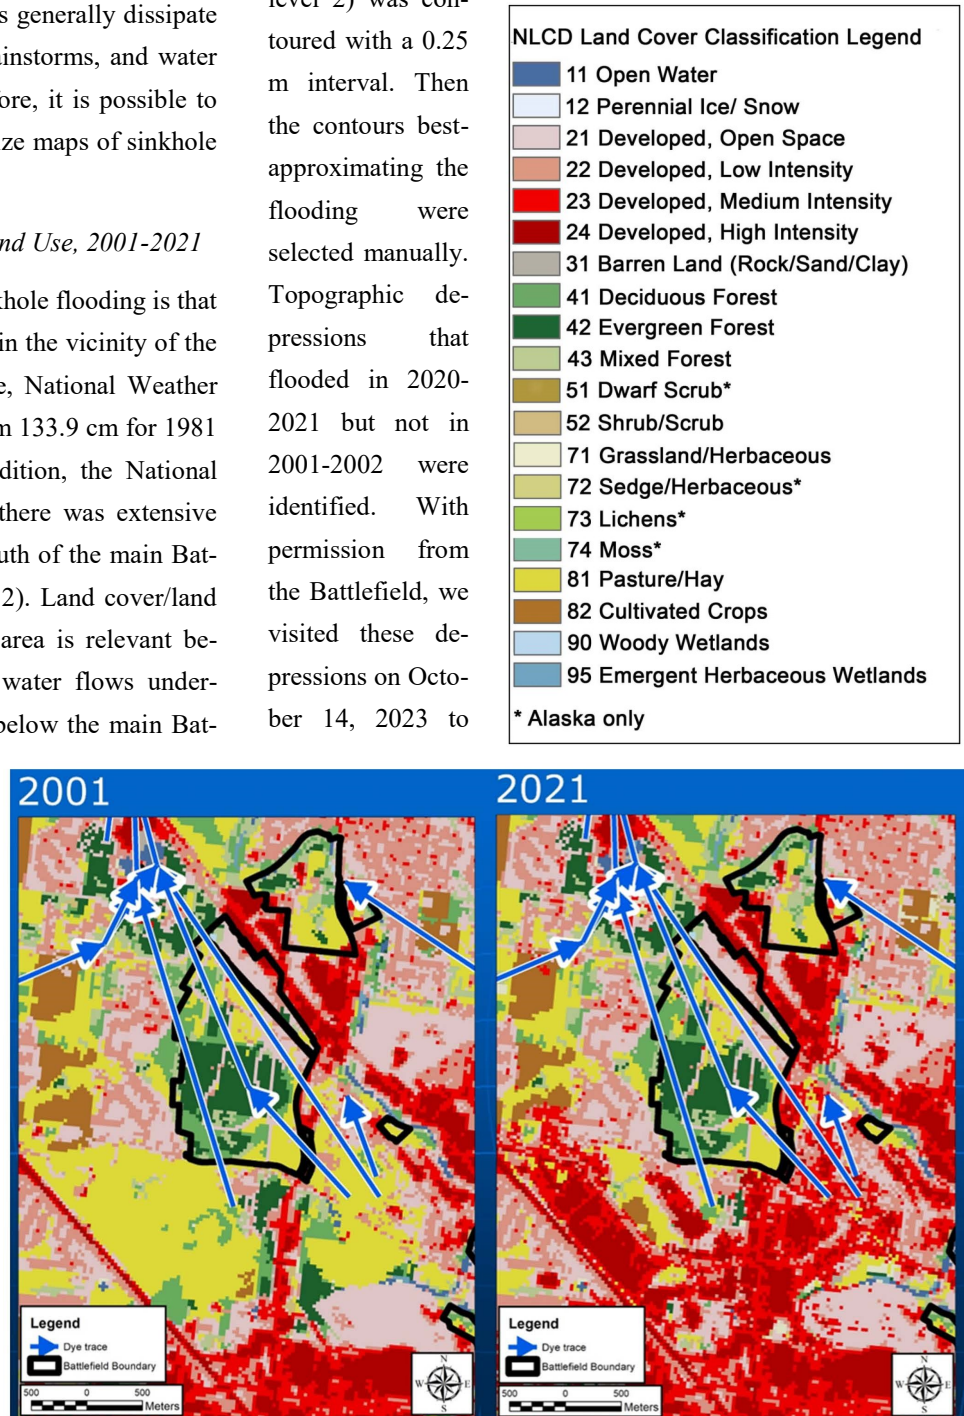 s generally dissipate
ainstorms, and water
fore, it is possible to
ize maps of sinkhole
nd Use, 2001-2021
khole flooding is that
in the vicinity of the
e, National Weather
m 133.9 cm for 1981
dition, the National
there was extensive
uth of the main Bat-
2). Land cover/land
area is relevant be-
water flows under-
below the main Bat-
level 2) was con-
toured with a 0.25
m interval. Then
the contours best-
approximating the
flooding were
selected manually.
Topographic de-
pressions that
flooded in 2020-
2021 but not in
2001-2002 were
identified. With
permission from
the Battlefield, we
visited these de-
pressions on Octo-
ber 14, 2023 to
NLCD Land Cover Classification Legend
11 Open Water
12 Perennial Ice/ Snow
21 Developed, Open Space
22 Developed, Low Intensity
23 Developed, Medium Intensity
24 Developed, High Intensity
31 Barren Land (Rock/Sand/Clay)
41 Deciduous Forest
42 Evergreen Forest
43 Mixed Forest
51 Dwarf Scrub*
52 Shrub/Scrub
71 Grassland/Herbaceous
72 Sedge/Herbaceous*
73 Lichens*
74 Moss*
81 Pasture/Hay
82 Cultivated Crops
90 Woody Wetlands
95 Emergent Herbaceous Wetlands
* Alaska only
2001
Legend
Dye trace
Battlefield Boundary
500 0 500
Meters
N
W E
S
2021
Legend
Dye trace
Battlefield Boundary
500 0 500
Meters
N
W E
S